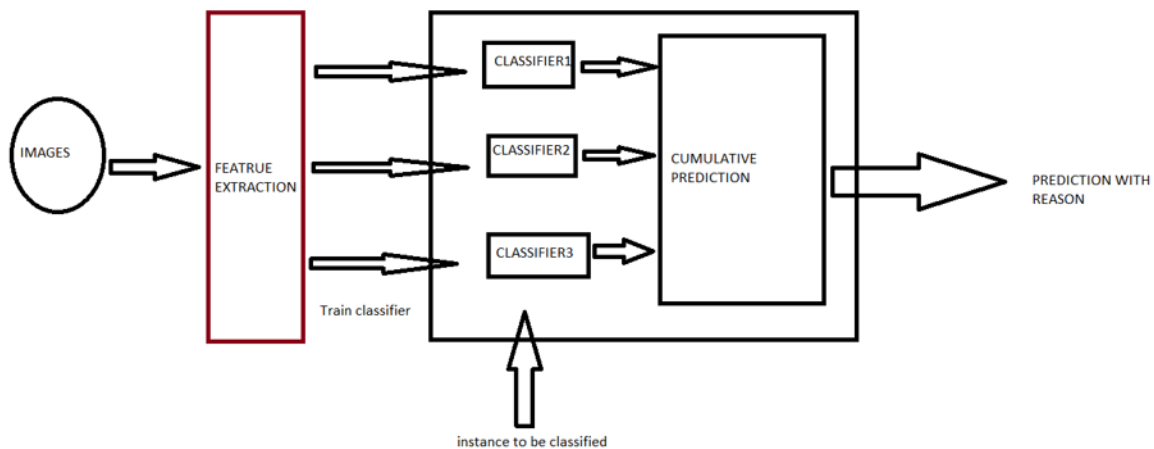 IMAGES
FEATRUE
EXTRACTION
Train classifier
CLASSIFIER1
CLASSIFIER2
CLASSIFIER3
instance to be classified
CUMULATIVE
PREDICTION
PREDICTION WITH
REASON